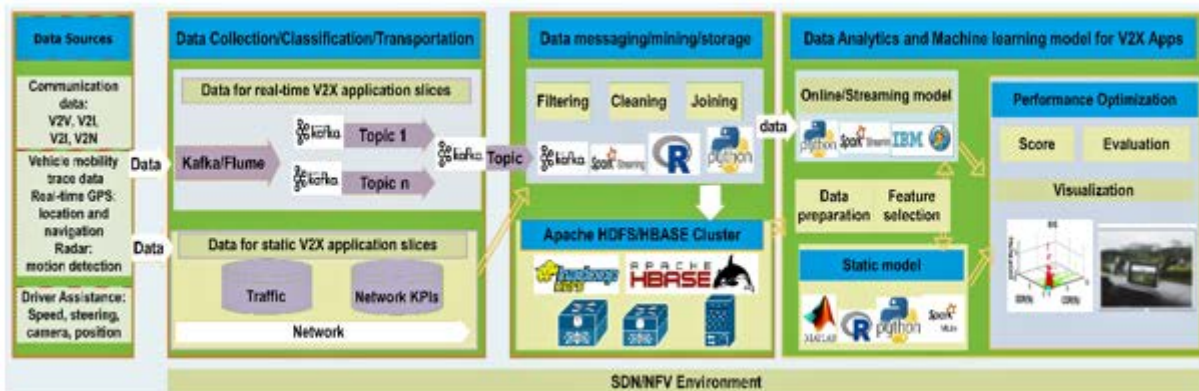 Data Sources
Communication
data:
V2V, V2I,
V2I, V2N
Vehicle mobility
trace data
Real-time GPS:
location and
navigation
Radar:
motion detection
Driver Assistance:
Speed, steering,
camera, position
Data
Data
Data Collection/Classification/Transportation
Data for real-time V2X application slices
Kafka/Flume
kafka
Topic 1
kafka
Topic n
kafka
Topic
Data for static V2X application slices
Traffic
Network KPIs
Network
Data messaging/mining/storage
Filtering
Cleaning
Joining
kafka
Spark Streaming
R
python
data
Apache HDFS/HBASE Cluster
hadoop
APACHE
HBASE
Data Analytics and Machine learning model for V2X Apps
Online/Streaming model
python
Spark Streaming
IBM
Data
preparation
Feature
selection
Static model
MATLAB
R
python
Spark
MLlib
Performance Optimization
Score
Evaluation
Visualization
SDN/NFV Environment